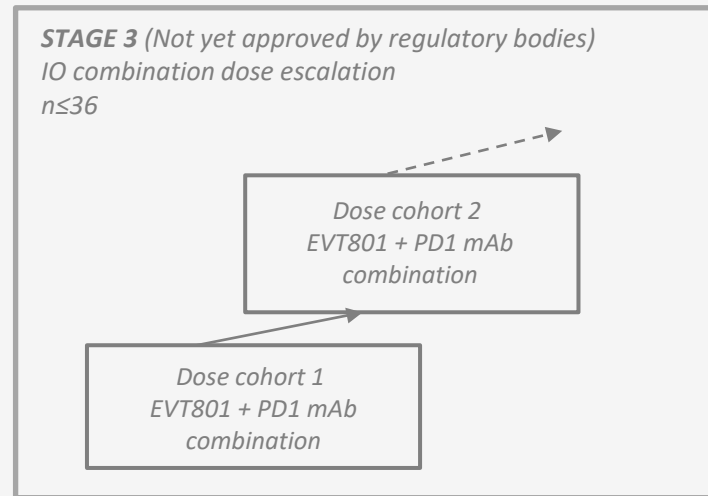 STAGE 3 (Not yet approved by regulatory bodies)
IO combination dose escalation
n≤36
Dose cohort 2
EVT801 + PD1 mAb
combination
Dose cohort 1
EVT801 + PD1 mAb
combination